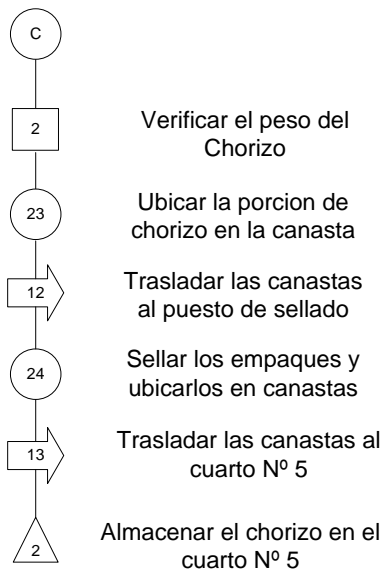 C
2
Verificar el peso del
Chorizo
23
Ubicar la porcion de
chorizo en la canasta
12
Trasladar las canastas
al puesto de sellado
24
Sellar los empaques y
ubicarlos en canastas
13
Trasladar las canastas al
cuarto Nº 5
2
Almacenar el chorizo en el
cuarto Nº 5